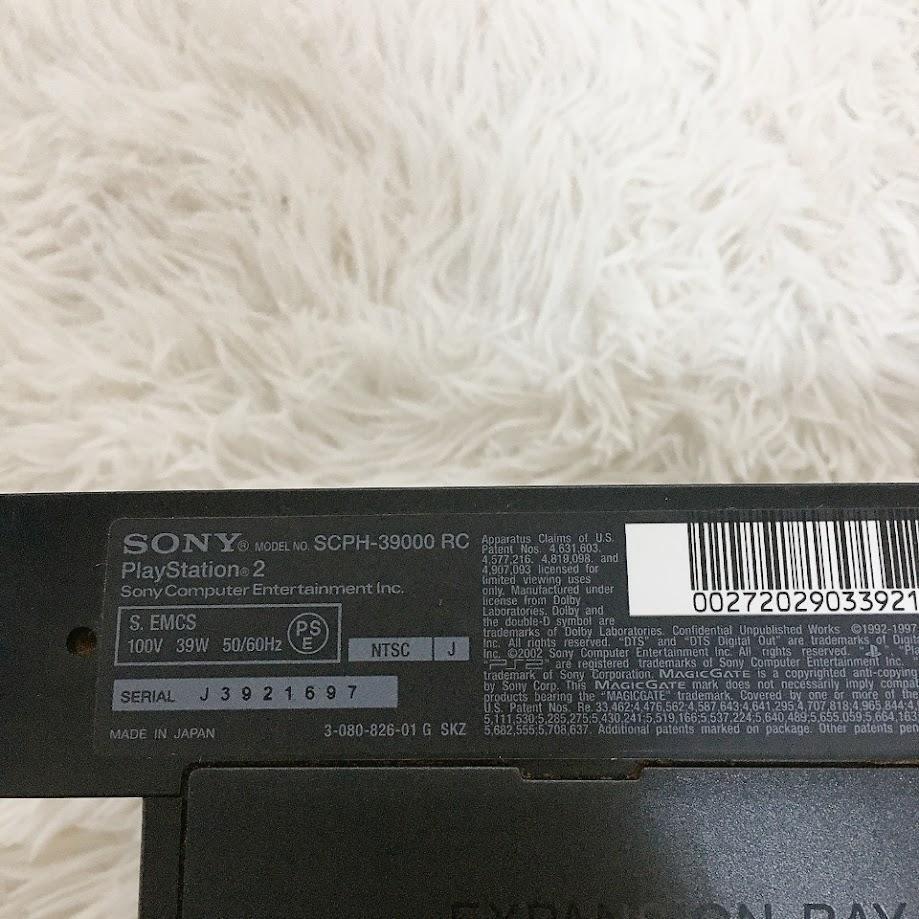 SONY® MODEL NO. SCPH-39000 RC
PlayStation® 2
Sony Computer Entertainment Inc.
S. EMCS
100V 39W 50/60Hz
PS
E
NTSC J
SERIAL J3921697
MADE IN JAPAN 3-080-826-01 G SKZ
Apparatus Claims of U.S.
Patent Nos. 4,631,603,
4,577,216, 4,819,098, and
4,907,093 licensed for
limited viewing uses
only. Manufactured under
license from Dolby
Laboratories. Dolby and
the double-D symbol are
trademarks of Dolby Laboratories. Confidential Unpublished Works ©1992-1997
Inc. All rights reserved. "DTS" and "DTS Digital Out" are trademarks of
Inc. ©2002 Sony Computer Entertainment Inc. All rights reserved.
"PS2" are registered trademarks of Sony Computer Entertainment Inc.
trademark of Sony Corporation. MAGICGATE is a copyrighted anti-copying
by Sony Corp. This MAGICGATE mark does not necessarily imply
products bearing the "MAGICGATE" trademark. Covered by one or more of the
U.S. Patent Nos. Re. 33,462;4,476,562;4,587,643;4,641,295;4,707,818;4,965,844;
5,111,530;5,285,275;5,430,241;5,519,166;5,537,224;5,640,489;5,655,059;5,664,163
5,682,555;5,708,637. Additional patents marked on package. Other patents
00272029033921
EXPANSION BAY